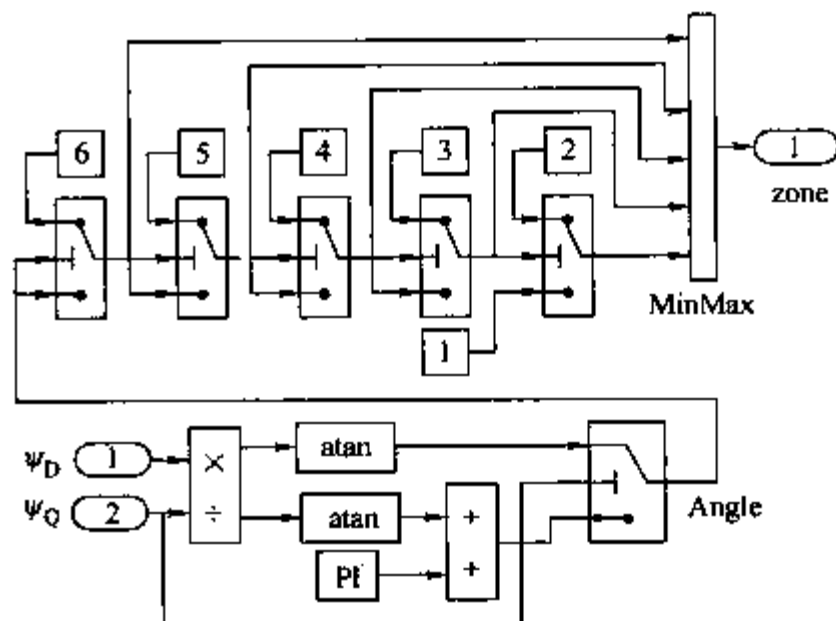 6
5
4
3
2
1
zone
MinMax
1
ψD
1
×
atan
ψQ
2
÷
atan
+
Angle
PI
+